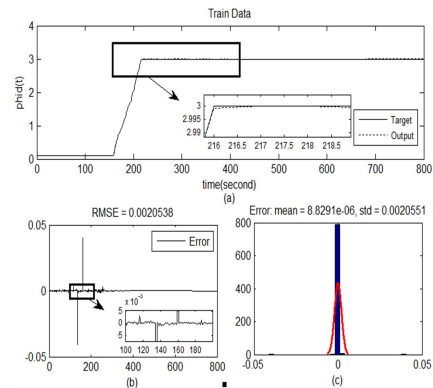 Train Data
phid(t)
4
3
2
1
0
3
2.995
2.99
216 216.5 217 217.5 218 218.5
Target
Output
0 100 200 300 400 500 600 700 800
time(second)
(a)
RMSE = 0.0020538
0.05
0
-0.05
Error
x 10⁻³
5
0
-5
100 120 140 160 180
0 200 400 600 800
(b)
Error: mean = 8.8291e-06, std = 0.0020551
800
600
400
200
0
-0.05 0 0.05
(c)